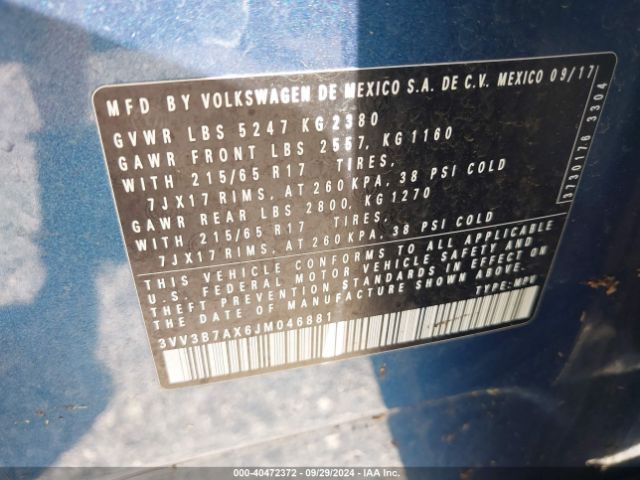 MFD BY VOLKSWAGEN DE MEXICO S.A. DE C.V. MEXICO 09/17
GVWR LBS 5247 KG2380
GAWR FRONT LBS 2557, KG1160
WITH 215/65 R17 TIRES,
7JX17 RIMS, AT 260 KPA, 38 PSI COLD
GAWR REAR LBS 2800, KG1270
WITH 215/65 R17 TIRES,
7JX17 RIMS, AT 260 KPA, 38 PSI COLD
THIS VEHICLE CONFORMS TO ALL APPLICABLE
U.S. FEDERAL MOTOR VEHICLE SAFETY AND
THEFT PREVENTION STANDARDS IN EFFECT ON
THE DATE OF MANUFACTURE SHOWN ABOVE.
3VV3B7AX6JM046881 TYPE: MPV
3730176 3304
000-40472372 - 09/29/2024 - IAA Inc.